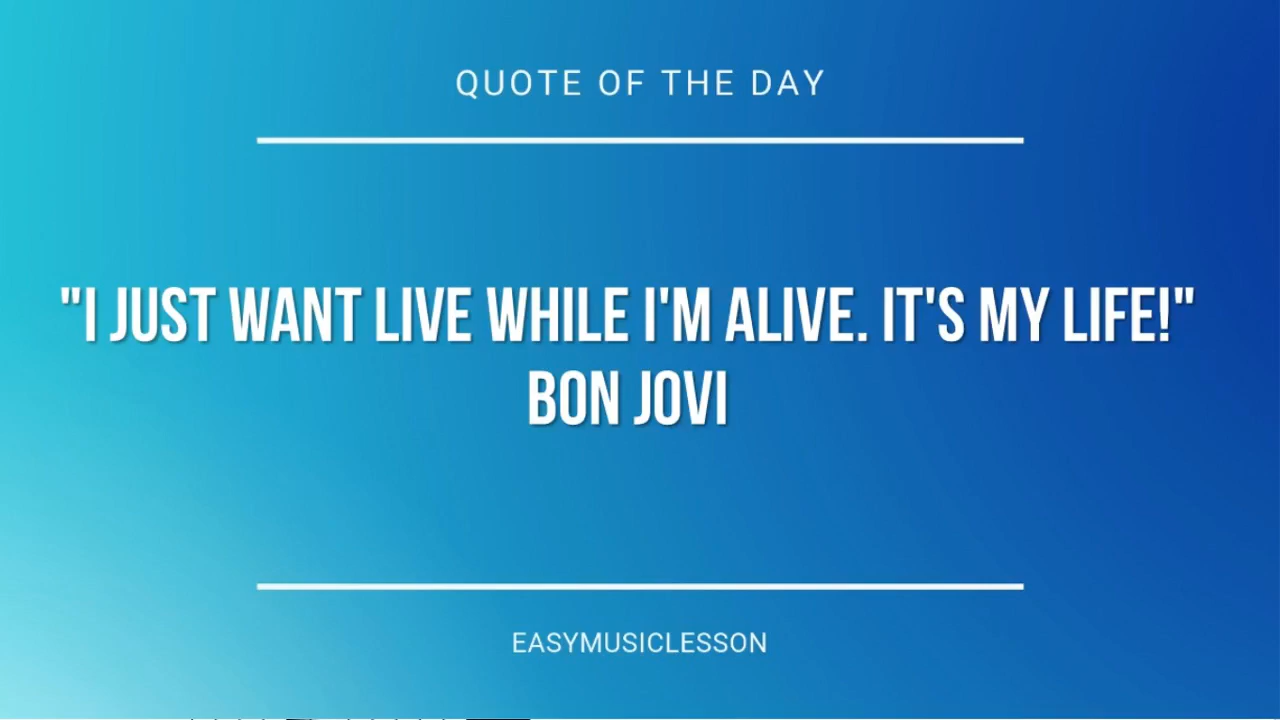 QUOTE OF THE DAY
"I JUST WANT LIVE WHILE I'M ALIVE. IT'S MY LIFE!"
BON JOVI
EASYMUSICLESSON